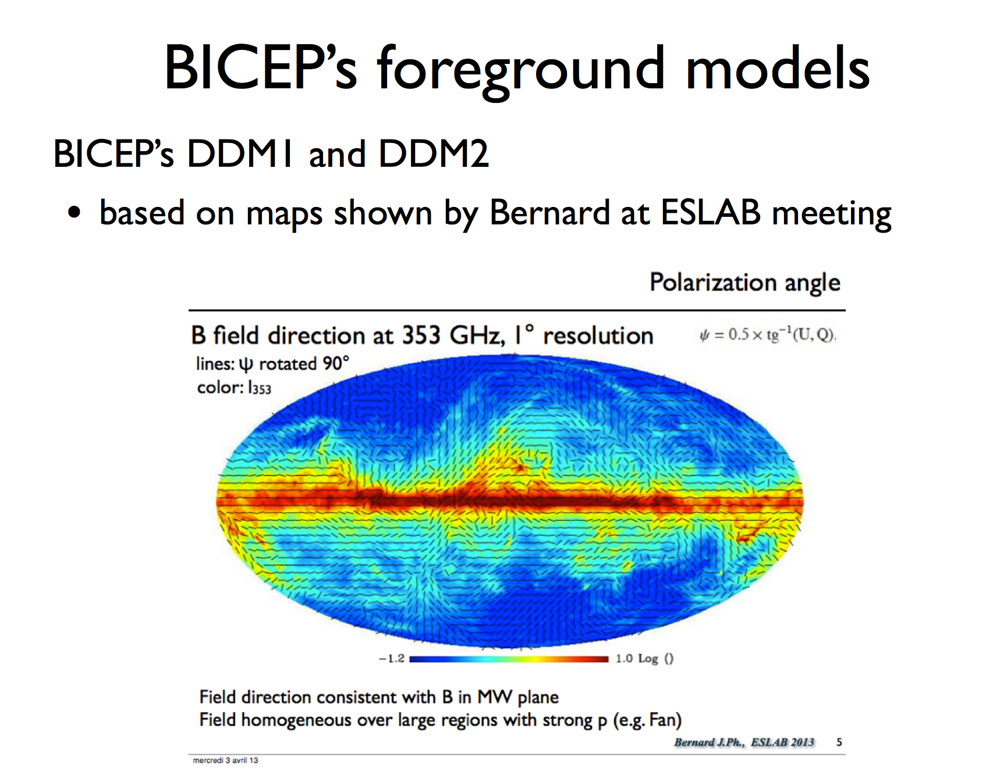 BICEP’s foreground models
BICEP’s DDM1 and DDM2
• based on maps shown by Bernard at ESLAB meeting
Polarization angle
B field direction at 353 GHz, 1° resolution
ψ = 0.5 × tg⁻¹(U, Q).
lines: ψ rotated 90°
color: I353
−1.2 1.0 Log ()
Field direction consistent with B in MW plane
Field homogeneous over large regions with strong p (e.g. Fan)
Bernard J.Ph., ESLAB 2013 5
mercredi 3 avril 13